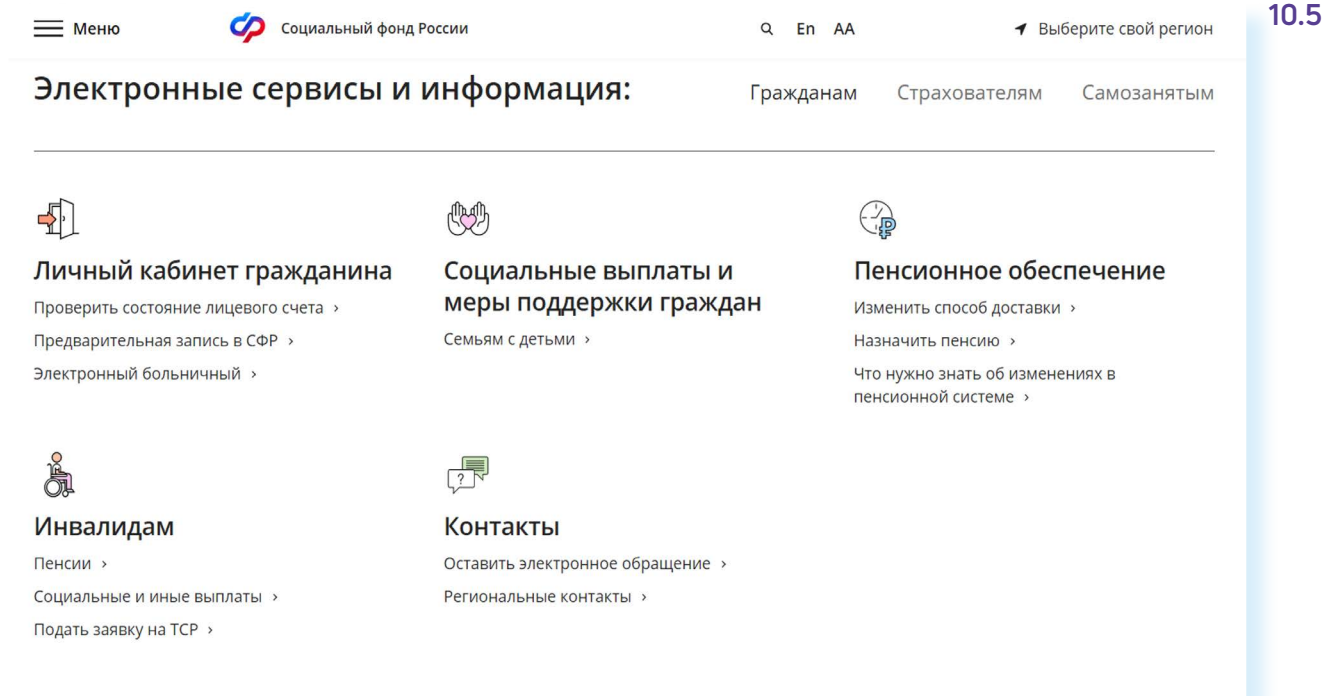 Меню
Социальный фонд России
En AA
Выберите свой регион
10.5
Электронные сервисы и информация:
Гражданам Страхователям Самозанятым
Личный кабинет гражданина
Проверить состояние лицевого счета ›
Предварительная запись в СФР ›
Электронный больничный ›
Социальные выплаты и
меры поддержки граждан
Семьям с детьми ›
Пенсионное обеспечение
Изменить способ доставки ›
Назначить пенсию ›
Что нужно знать об изменениях в
пенсионной системе ›
Инвалидам
Пенсии ›
Социальные и иные выплаты ›
Подать заявку на ТСР ›
?
Контакты
Оставить электронное обращение ›
Региональные контакты ›